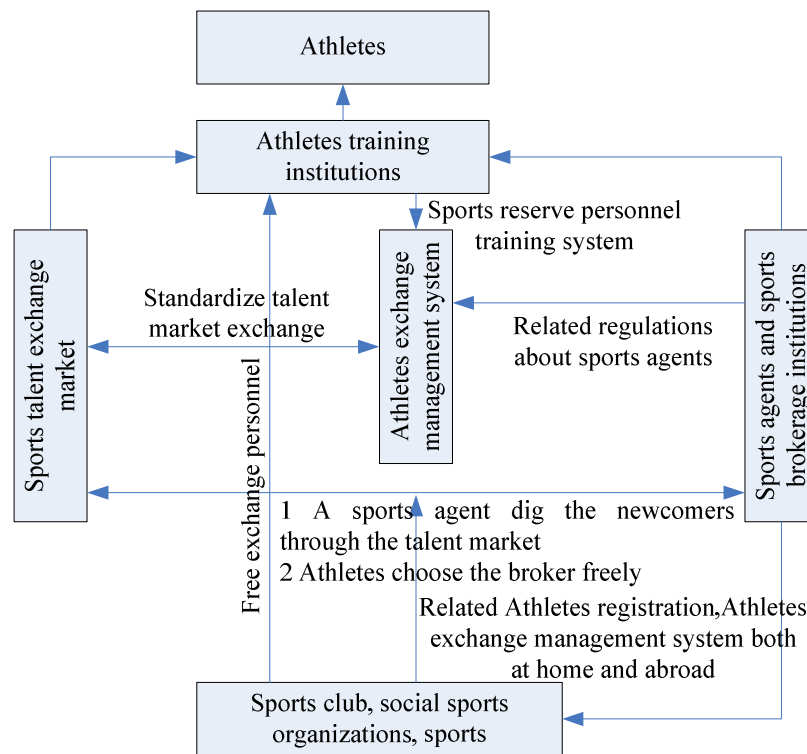 Athletes
Athletes training
institutions
Sports reserve personnel
training system
Sports talent exchange
market
Standardize talent
market exchange
Athletes exchange
management system
Related regulations
about sports agents
Sports agents and sports
brokerage institutions
Free exchange personnel
1 A sports agent dig the newcomers
through the talent market
2 Athletes choose the broker freely
Related Athletes registration,Athletes
exchange management system both
at home and abroad
Sports club, social sports
organizations, sports